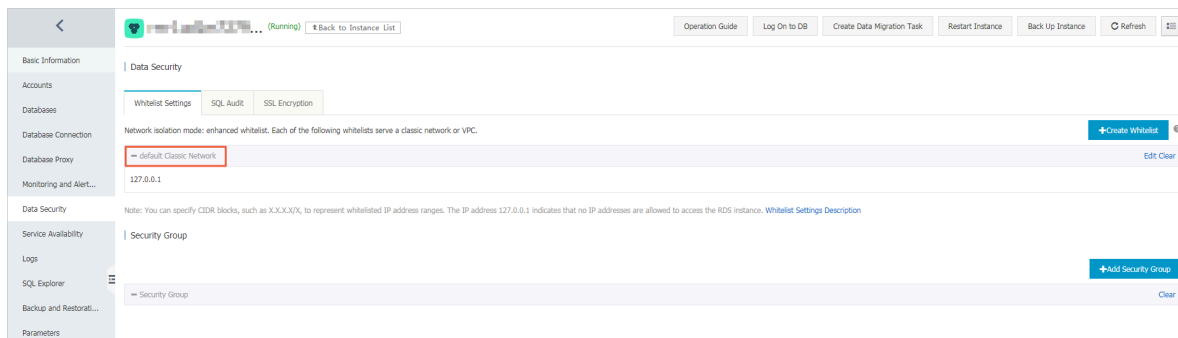 ... (Running) Back to Instance List Operation Guide Log On to DB Create Data Migration Task Restart Instance Back Up Instance Refresh
Basic Information
Accounts
Databases
Database Connection
Database Proxy
Monitoring and Alert...
Data Security
Service Availability
Logs
SQL Explorer
Backup and Restorati...
Parameters
Data Security
Whitelist Settings SQL Audit SSL Encryption
Network isolation mode: enhanced whitelist. Each of the following whitelists serve a classic network or VPC.
+Create Whitelist
default Classic Network Edit Clear
127.0.0.1
Note: You can specify CIDR blocks, such as X.X.X.X/X, to represent whitelisted IP address ranges. The IP address 127.0.0.1 indicates that no IP addresses are allowed to access the RDS instance. Whitelist Settings Description
Security Group
+Add Security Group
Security Group Clear